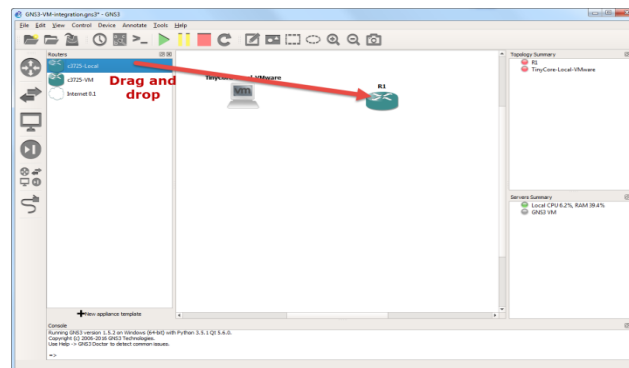 GNS3-VM-integration.gns3* - GNS3
File Edit View Control Device Annotate Tools Help
Routers
c3725-Local
c3725-VM
Internet 0.1
Drag and
drop
VMware
vm
R1
Topology Summary
R1
TinyCore-Local-VMware
Servers Summary
Local CPU 6.2%, RAM 39.4%
GNS3 VM
New appliance template
Console
Running GNS3 version 1.5.2 on Windows (64-bit) with Python 3.5.1 Qt 5.6.0.
Copyright (c) 2006-2016 GNS3 Technologies.
Use Help -> GNS3 Doctor to detect common issues.
=>